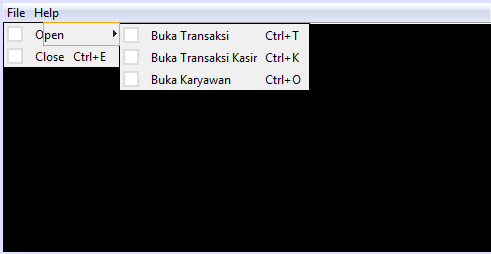 File Help
Open
Close Ctrl+E
Buka Transaksi Ctrl+T
Buka Transaksi Kasir Ctrl+K
Buka Karyawan Ctrl+O